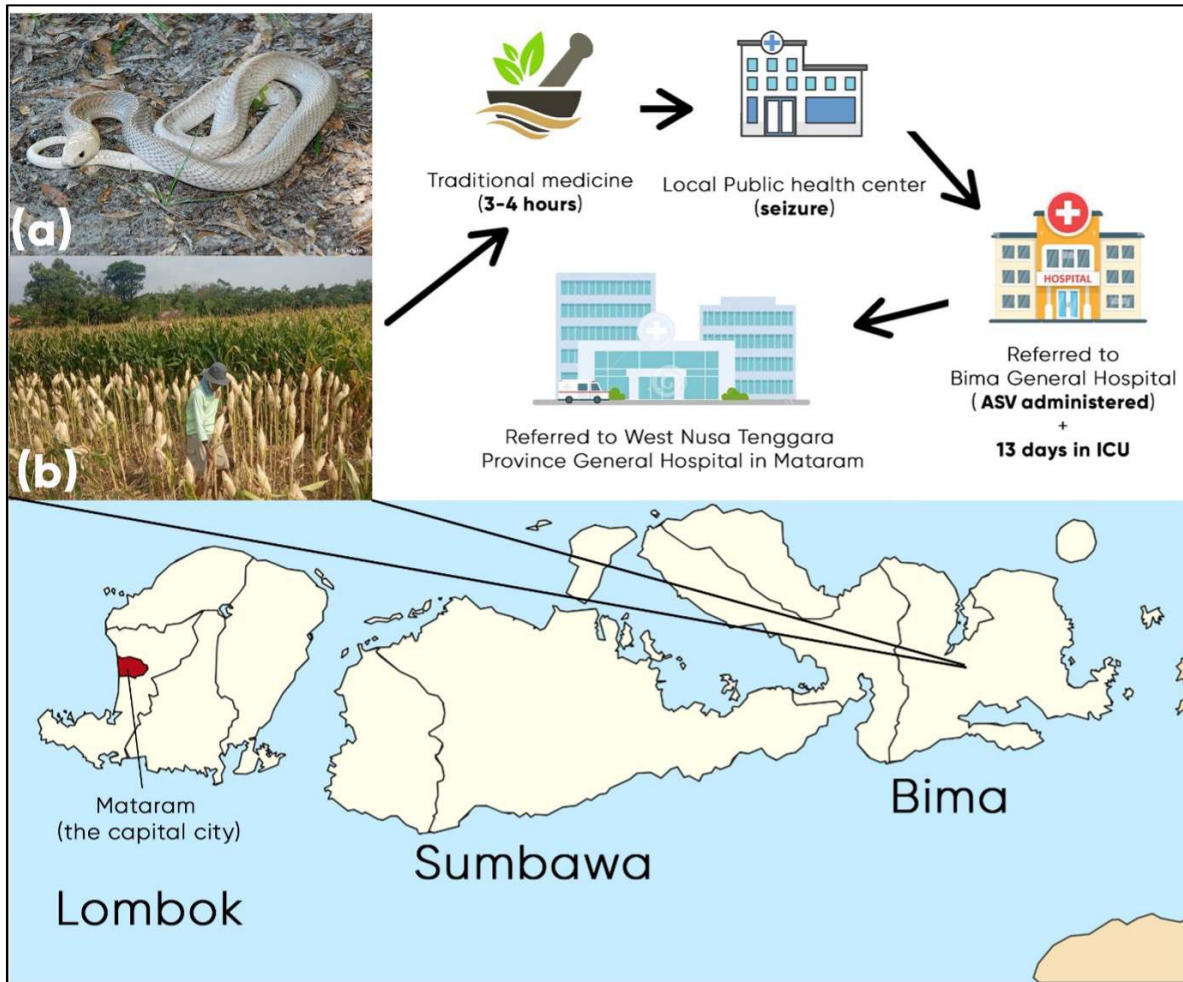 (a)
(b)
Traditional medicine
(3-4 hours)
Local Public health center
(seizure)
HOSPITAL
Referred to
Bima General Hospital
( ASV administered)
+
13 days in ICU
Referred to West Nusa Tenggara
Province General Hospital in Mataram
Mataram
(the capital city)
Lombok
Sumbawa
Bima